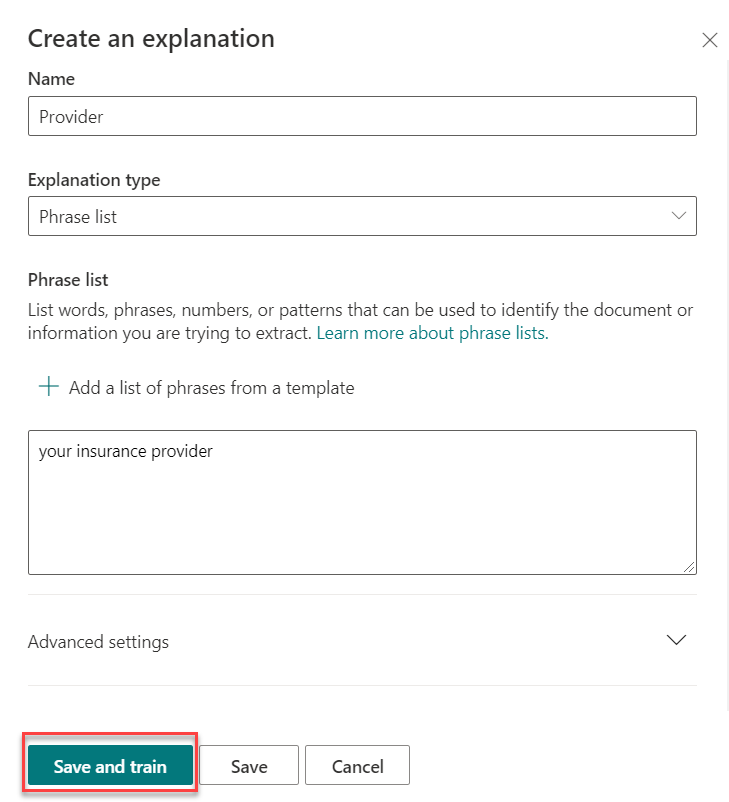 Create an explanation
Name
Provider
Explanation type
Phrase list
Phrase list
List words, phrases, numbers, or patterns that can be used to identify the document or
information you are trying to extract. Learn more about phrase lists.
Add a list of phrases from a template
your insurance provider
Advanced settings
Save and train
Save
Cancel